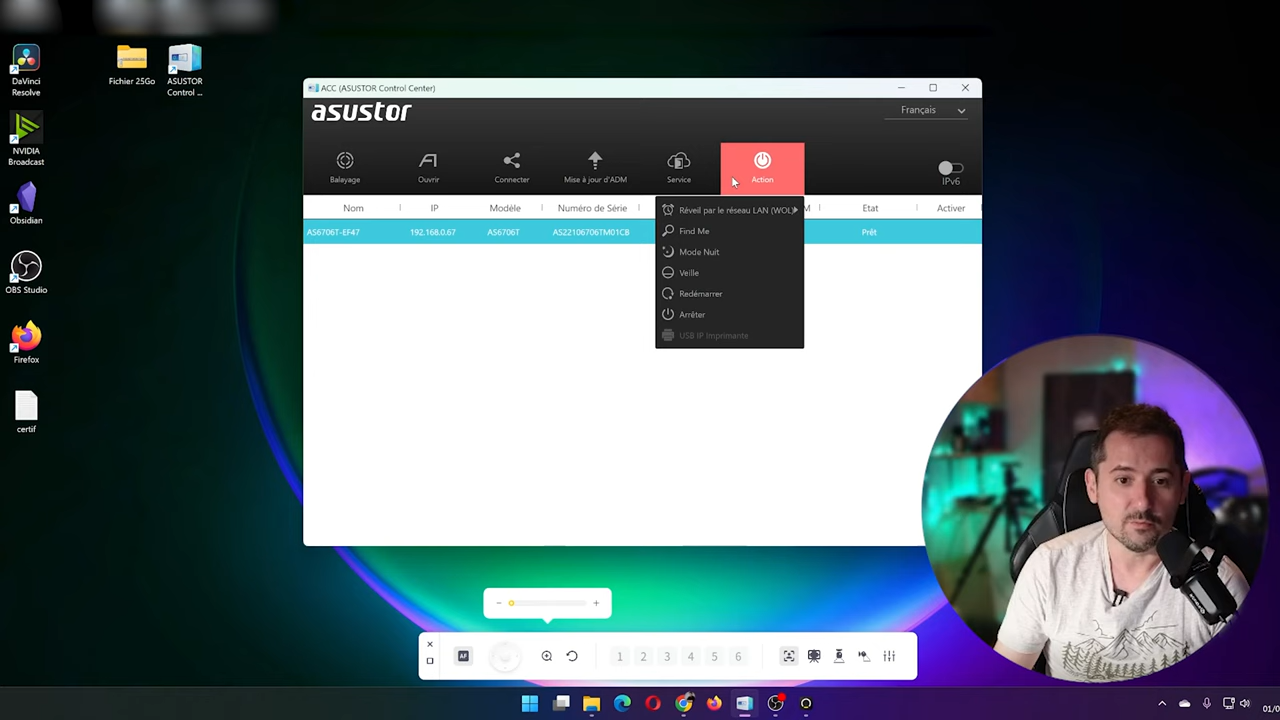 DaVinci
Resolve
Fichier 25Go
ASUSTOR
Control ...
NVIDIA
Broadcast
Obsidian
OBS Studio
Firefox
certif
ACC (ASUSTOR Control Center)
asustor
Français
Balayage
Ouvrir
Connecter
Mise à jour d'ADM
Service
Action
IPv6
Nom
IP
Modèle
Numéro de Série
M
Etat
Activer
AS6706T-EF47
192.168.0.67
AS6706T
AS22106706TM01CB
Prêt
Réveil par le réseau LAN (WOL)
Find Me
Mode Nuit
Veille
Redémarrer
Arrêter
USB IP Imprimante
AF
1 2 3 4 5 6
01/0